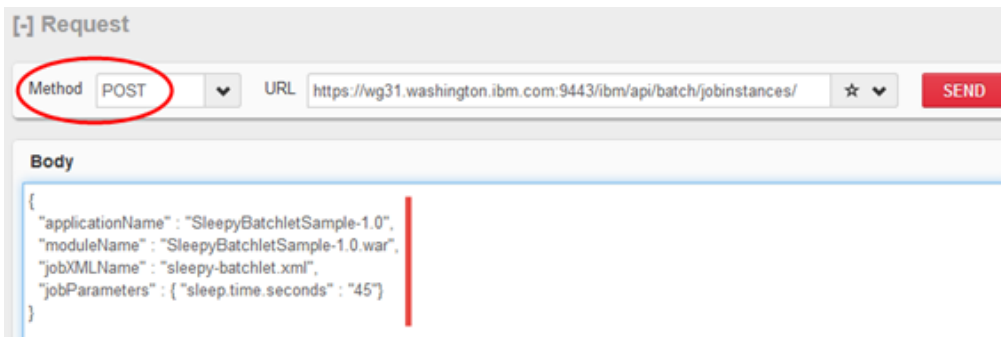 [-] Request
Method POST URL https://wg31.washington.ibm.com:9443/ibm/api/batch/jobinstances/ SEND
Body
{
"applicationName" : "SleepyBatchletSample-1.0",
"moduleName" : "SleepyBatchletSample-1.0.war",
"jobXMLName" : "sleepy-batchlet.xml",
"jobParameters" : { "sleep.time.seconds" : "45"}
}